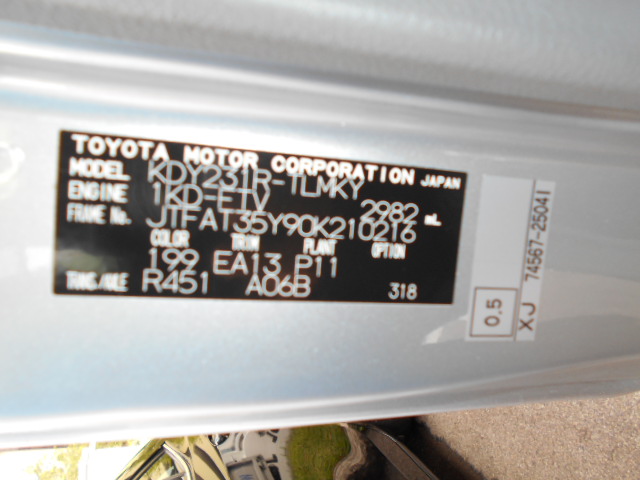 TOYOTA MOTOR CORPORATION JAPAN
MODEL KDY231R-TLMKY
ENGINE 1KD-FTV 2982 mL
FRAME No. JTFAT35Y90K210216
COLOR TRIM PLANT OPTION
199 EA13 P11
TRANS/AXLE R451 A06B 318
0.5
XJ 74567-25041